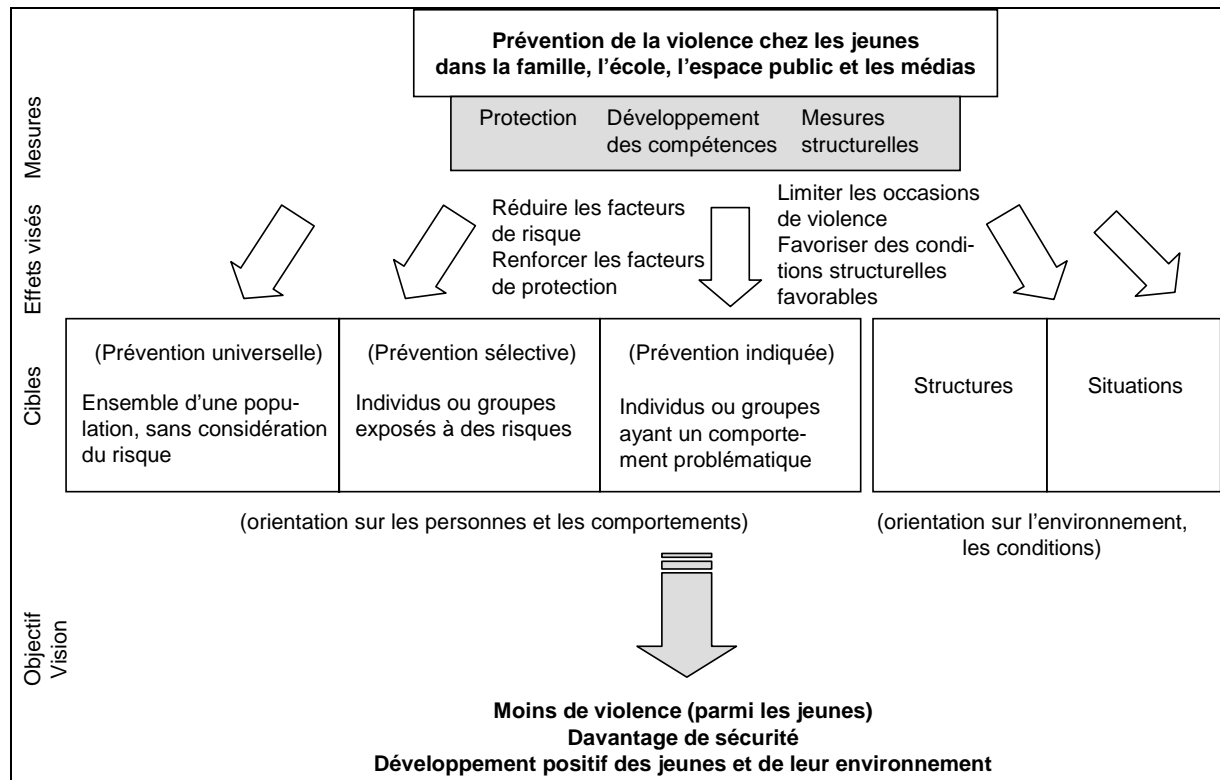 Prévention de la violence chez les jeunes
dans la famille, l'école, l'espace public et les médias
Mesures
Protection
Développement
des compétences
Mesures
structurelles
Effets visés
Réduire les facteurs
de risque
Renforcer les facteurs
de protection
Limiter les occasions
de violence
Favoriser des condi-
tions structurelles
favorables
Cibles
(Prévention universelle)
Ensemble d'une popu-
lation, sans considération
du risque
(Prévention sélective)
Individus ou groupes
exposés à des risques
(Prévention indiquée)
Individus ou groupes
ayant un comporte-
ment problématique
Structures
Situations
(orientation sur les personnes et les comportements)
(orientation sur l'environnement,
les conditions)
Objectif
Vision
Moins de violence (parmi les jeunes)
Davantage de sécurité
Développement positif des jeunes et de leur environnement